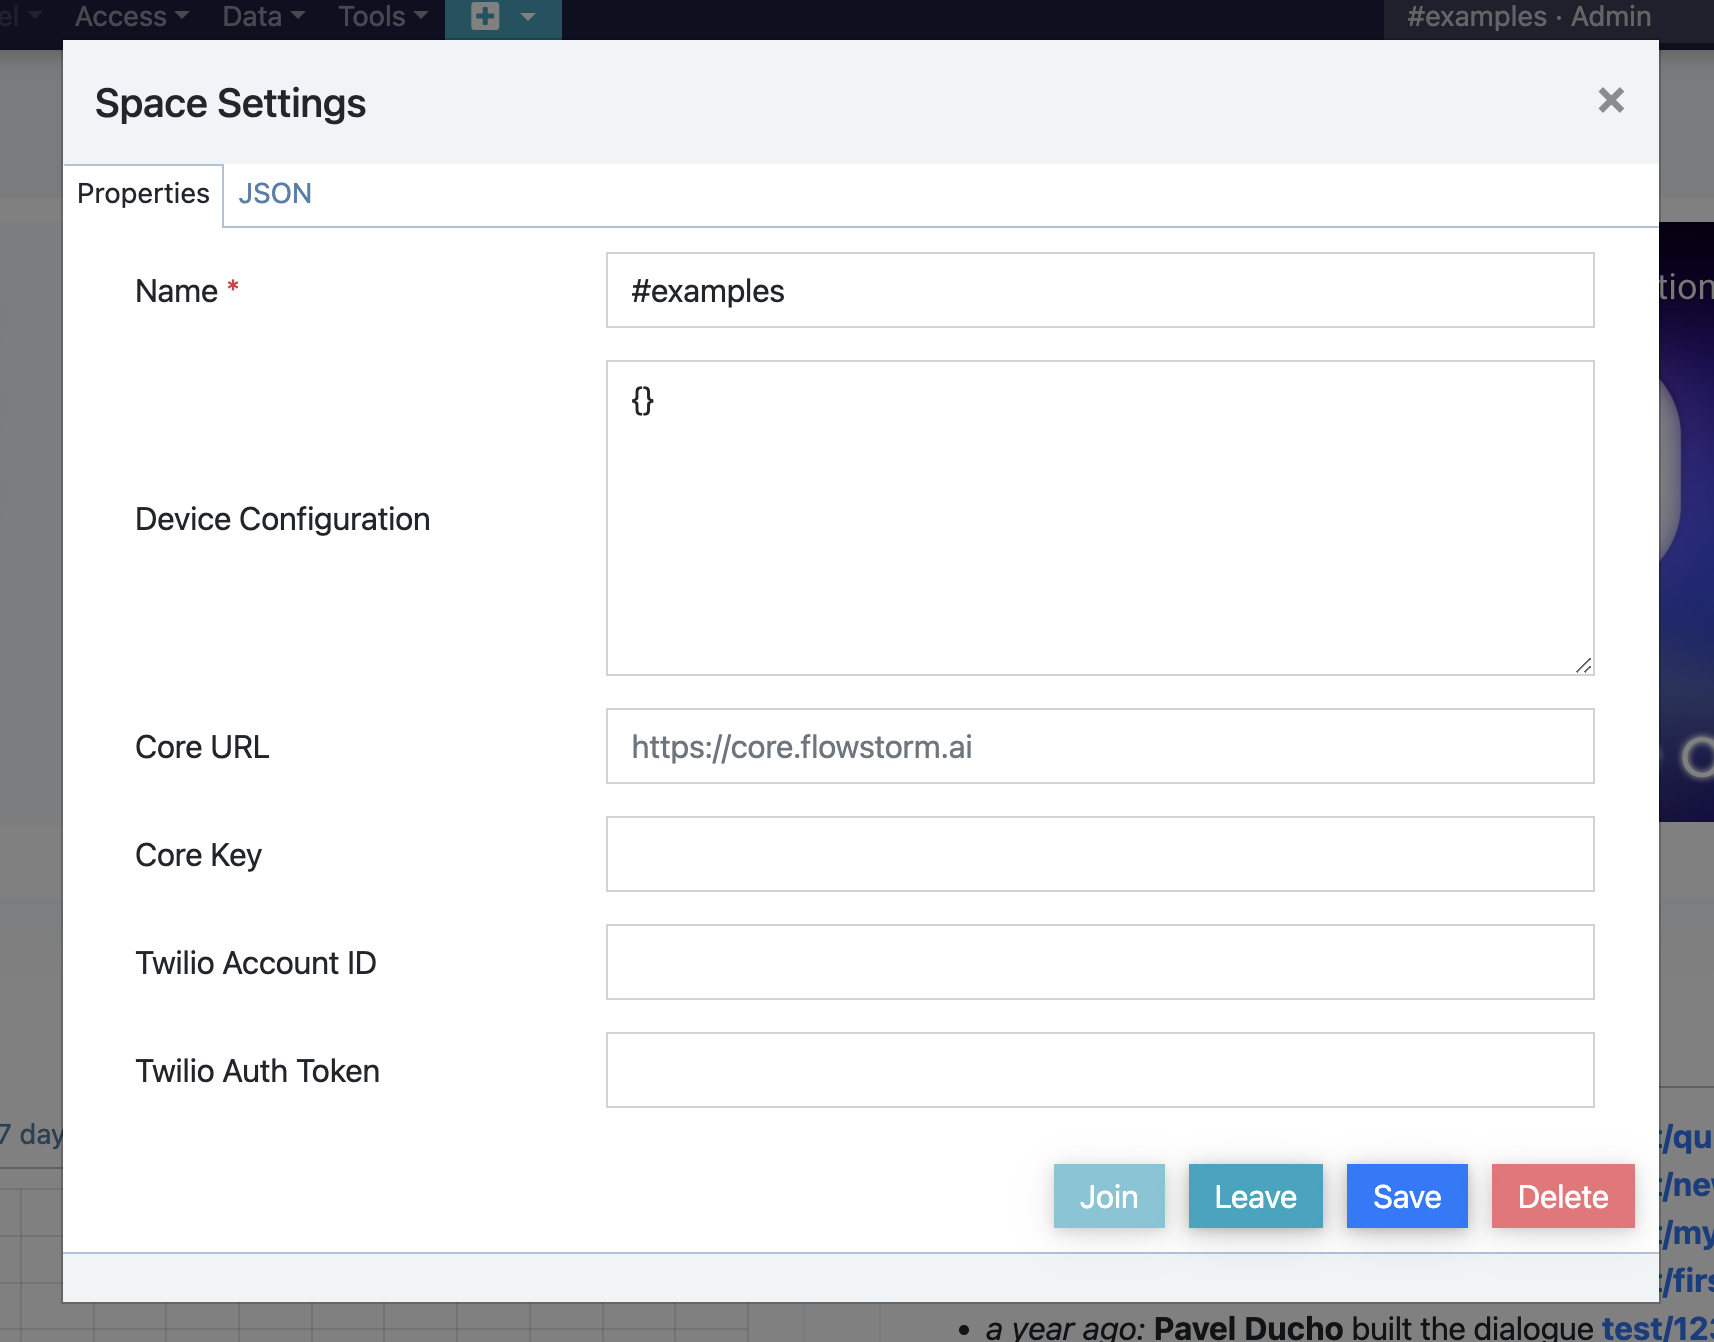 el Access Data Tools #examples · Admin
Space Settings
Properties JSON
Name * #examples
tion
{}
Device Configuration
Core URL https://core.flowstorm.ai
Core Key
Twilio Account ID
Twilio Auth Token
7 day
t/qu
Join Leave Save Delete
t/nev
t/my
t/firs
• a year ago: Pavel Ducho built the dialogue test/123